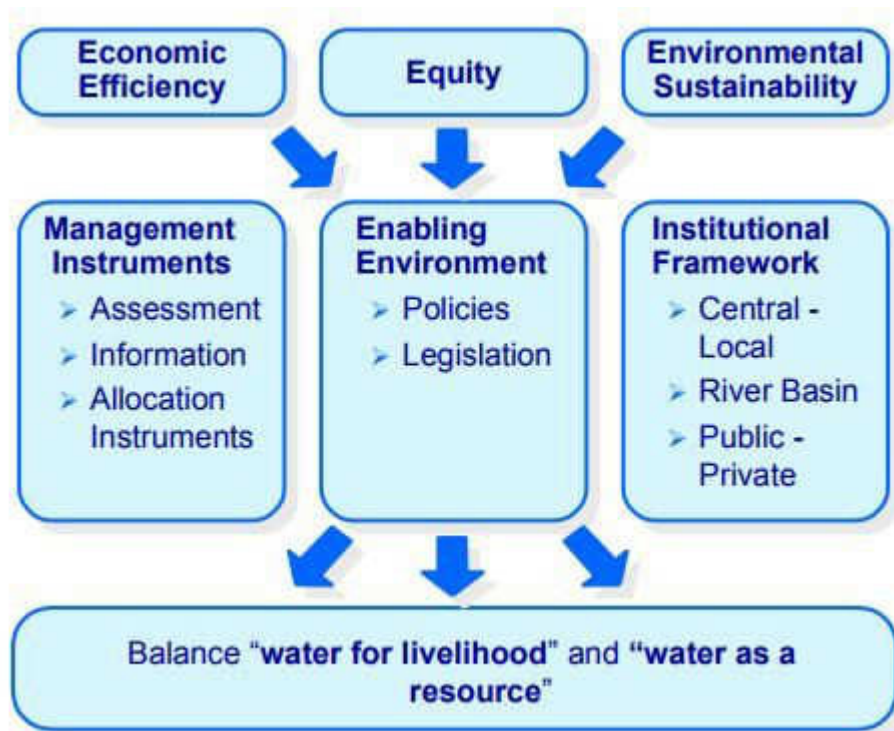 Economic
Efficiency
Equity
Environmental
Sustainability
Management
Instruments
Assessment
Information
Allocation
Instruments
Enabling
Environment
Policies
Legislation
Institutional
Framework
Central -
Local
River Basin
Public -
Private
Balance “water for livelihood” and “water as a
resource”